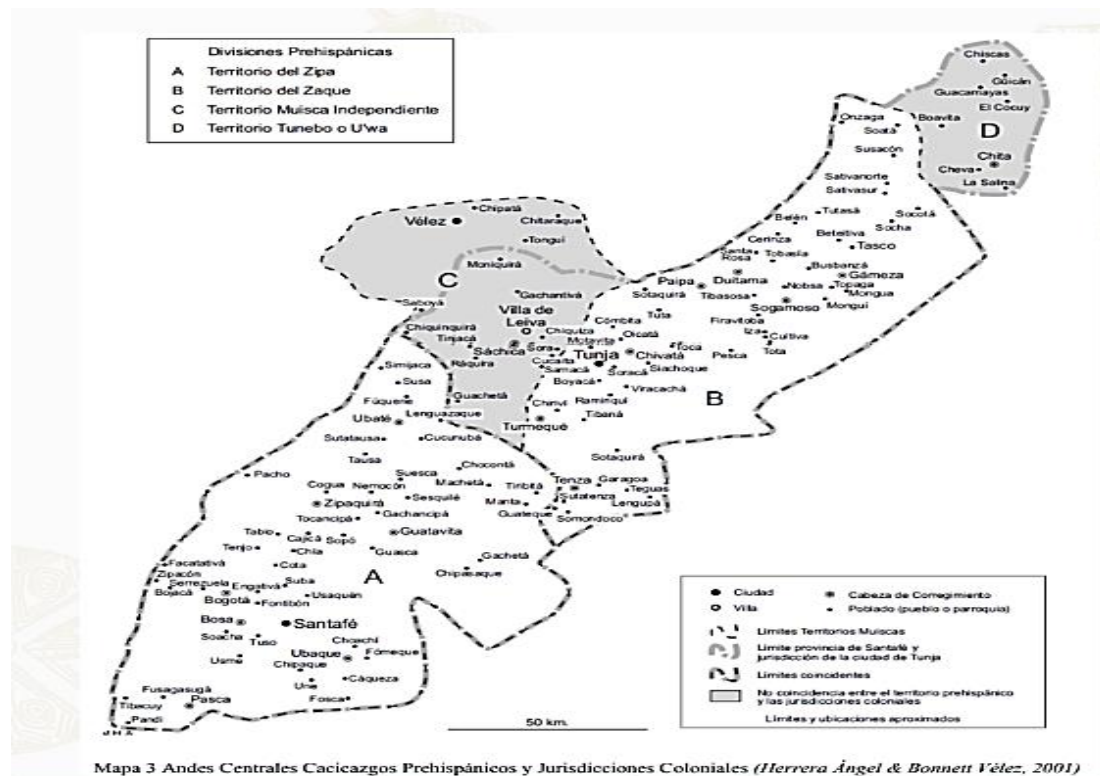 Divisiones Prehispánicas
A Territorio del Zipa
B Territorio del Zaque
C Territorio Muisca Independiente
D Territorio Tunebo o U'wa
Chiscas
Güicán
Guacamayas
El Cocuy
Onzaga
Boavita
Soatá
D
Susacón
Chita
Cheva
La Salina
Sativanorte
Sativasur
Chipatá
Vélez
Chitaraque
Tutasá
Socotá
Belén
Socha
Tonguí
Cerinza
Beteitiva
Tasco
Santa
Rosa
Tobasía
Moniquirá
Busbanzá
C
Paipa
Duitama
Gámeza
Gachantivá
Sotaquirá
Tibasosa
Nobsa
Topaga
Mongua
Saboyá
Sogamoso
Monguí
Villa de
Leiva
Tuta
Firavitoba
Cómbita
Chiquinquirá
Chiquiza
Oicatá
Iza
Cuítiva
Tinjacá
Motavita
Sáchica
Sora
Tunja
Toca
Tota
Chivatá
Pesca
Cucaita
Ráquira
Samacá
Soracá
Siachoque
Simijaca
Boyacá
Susa
Viracachá
B
Guachetá
Ramiriquí
Fúquene
Chinví
Lenguazaque
Tibaná
Ubaté
Turmequé
Sutatausa
Cucunubá
Sotaquirá
Tausa
Chocontá
Pacho
Suesca
Tenza
Garagoa
Cogua
Nemocón
Machetá
Tiribitá
Teguas
Sesquilé
Sutatenza
Zipaquirá
Manta
Lengupá
Gachancipá
Guateque
Tocancipá
Somondoco
Tabio
Cajicá
Sopó
Guatavita
Tenjo
Chía
Guasca
Gachetá
Facatativá
Cota
Chipasaque
Zipacón
A
Serrezuela
Engativá
Suba
Bojacá
Usaquén
Bogotá
Fontibón
Bosa
Santafé
Soacha
Tuso
Choachí
Ubaque
Fómeque
Usme
Chipaque
Cáqueza
Une
Fusagasugá
Fosca
Tibacuy
Pasca
Pandi
J H A
50 km.
Ciudad
Cabeza de Corregimiento
Villa
Poblado (pueblo o parroquia)
Límites Territorios Muiscas
Límite provincia de Santafé y
jurisdicción de la ciudad de Tunja
Límites coincidentes
No coincidencia entre el territorio prehispánico
y las jurisdicciones coloniales
Límites y ubicaciones aproximados
Mapa 3 Andes Centrales Cacicazgos Prehispánicos y Jurisdicciones Coloniales (Herrera Ángel & Bonnett Vélez, 2001)